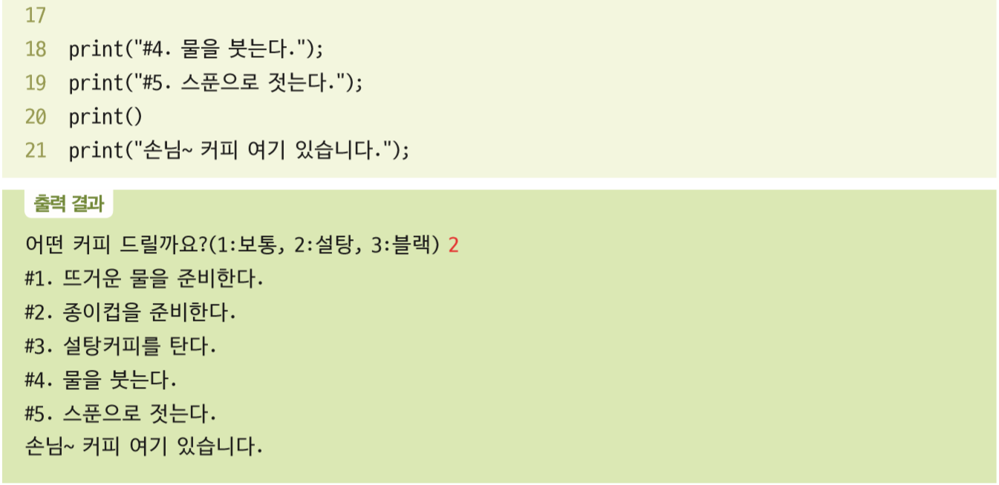 17
18 print("#4. 물을 붓는다.");
19 print("#5. 스푼으로 젓는다.");
20 print()
21 print("손님~ 커피 여기 있습니다.");
출력 결과
어떤 커피 드릴까요?(1:보통, 2:설탕, 3:블랙) 2
#1. 뜨거운 물을 준비한다.
#2. 종이컵을 준비한다.
#3. 설탕커피를 탄다.
#4. 물을 붓는다.
#5. 스푼으로 젓는다.
손님~ 커피 여기 있습니다.